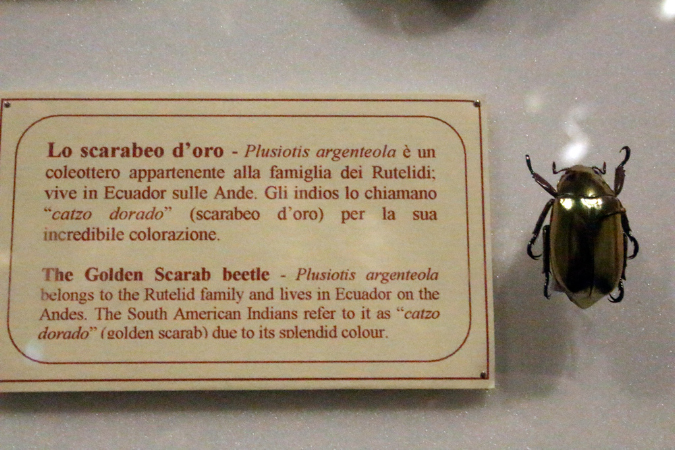 Lo scarabeo d'oro - Plusiotis argenteola è un
coleottero appartenente alla famiglia dei Rutelidi;
vive in Ecuador sulle Ande. Gli indios lo chiamano
"catzo dorado" (scarabeo d'oro) per la sua
incredibile colorazione.
The Golden Scarab beetle - Plusiotis argenteola
belongs to the Rutelid family and lives in Ecuador on the
Andes. The South American Indians refer to it as "catzo
dorado" (golden scarab) due to its splendid colour.